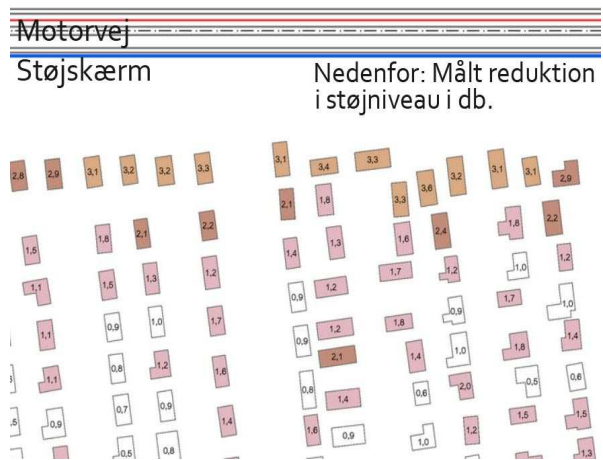 Motorvej
Støjskærm
Nedenfor: Målt reduktion
i støjniveau i db.
2,8 2,9 3,1 3,2 3,2 3,3 3,1 3,4 3,3 3,3 3,6 3,2 3,1 3,1 2,9
1,5 1,6 2,1 2,2 2,1 1,8 1,6 2,4 1,8 2,2
1,1 1,5 1,3 1,2 1,4 1,3 1,7 1,2 1,0 1,2
1,1 0,9 1,0 1,7 0,9 1,2 1,8 0,9 1,7 1,0
1,1 0,8 1,2 1,6 0,9 1,2 2,1 1,4 1,0 1,8 1,4
0,9 0,7 0,9 1,4 0,8 1,4 0,6 2,0 0,5 0,6
0,5 0,8 1,6 0,9 1,0 1,2 1,5 1,5
1,3